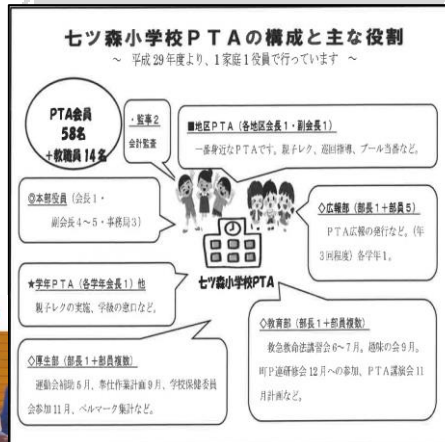 七ツ森小学校PTAの構成と主な役割
～ 平成29年度より、1家庭1役員で行っています ～
PTA会員
58名
+教職員14名
・監事2
会計監査
■地区PTA（各地区会長1・副会長1）
一番身近なPTAです。親子レク、巡回指導、プール当番など。
◎本部役員（会長1・
副会長4～5・事務局3）
◇広報部（部長1+部員5）
PTA広報の発行など。（年
3回程度）各学年1。
★学年PTA（各学年会長1）他
親子レクの実施、学級の窓口など。
七ツ森小学校PTA
◇教育部（部長1+部員複数）
救急救命法講習会6～7月。趣味の会9月。
町P連研修会12月への参加、PTA講演会11
月計画など。
◇厚生部（部長1+部員複数）
運動会補助5月、奉仕作業計画9月、学校保健委員
会参加11月、ベルマーク集計など。